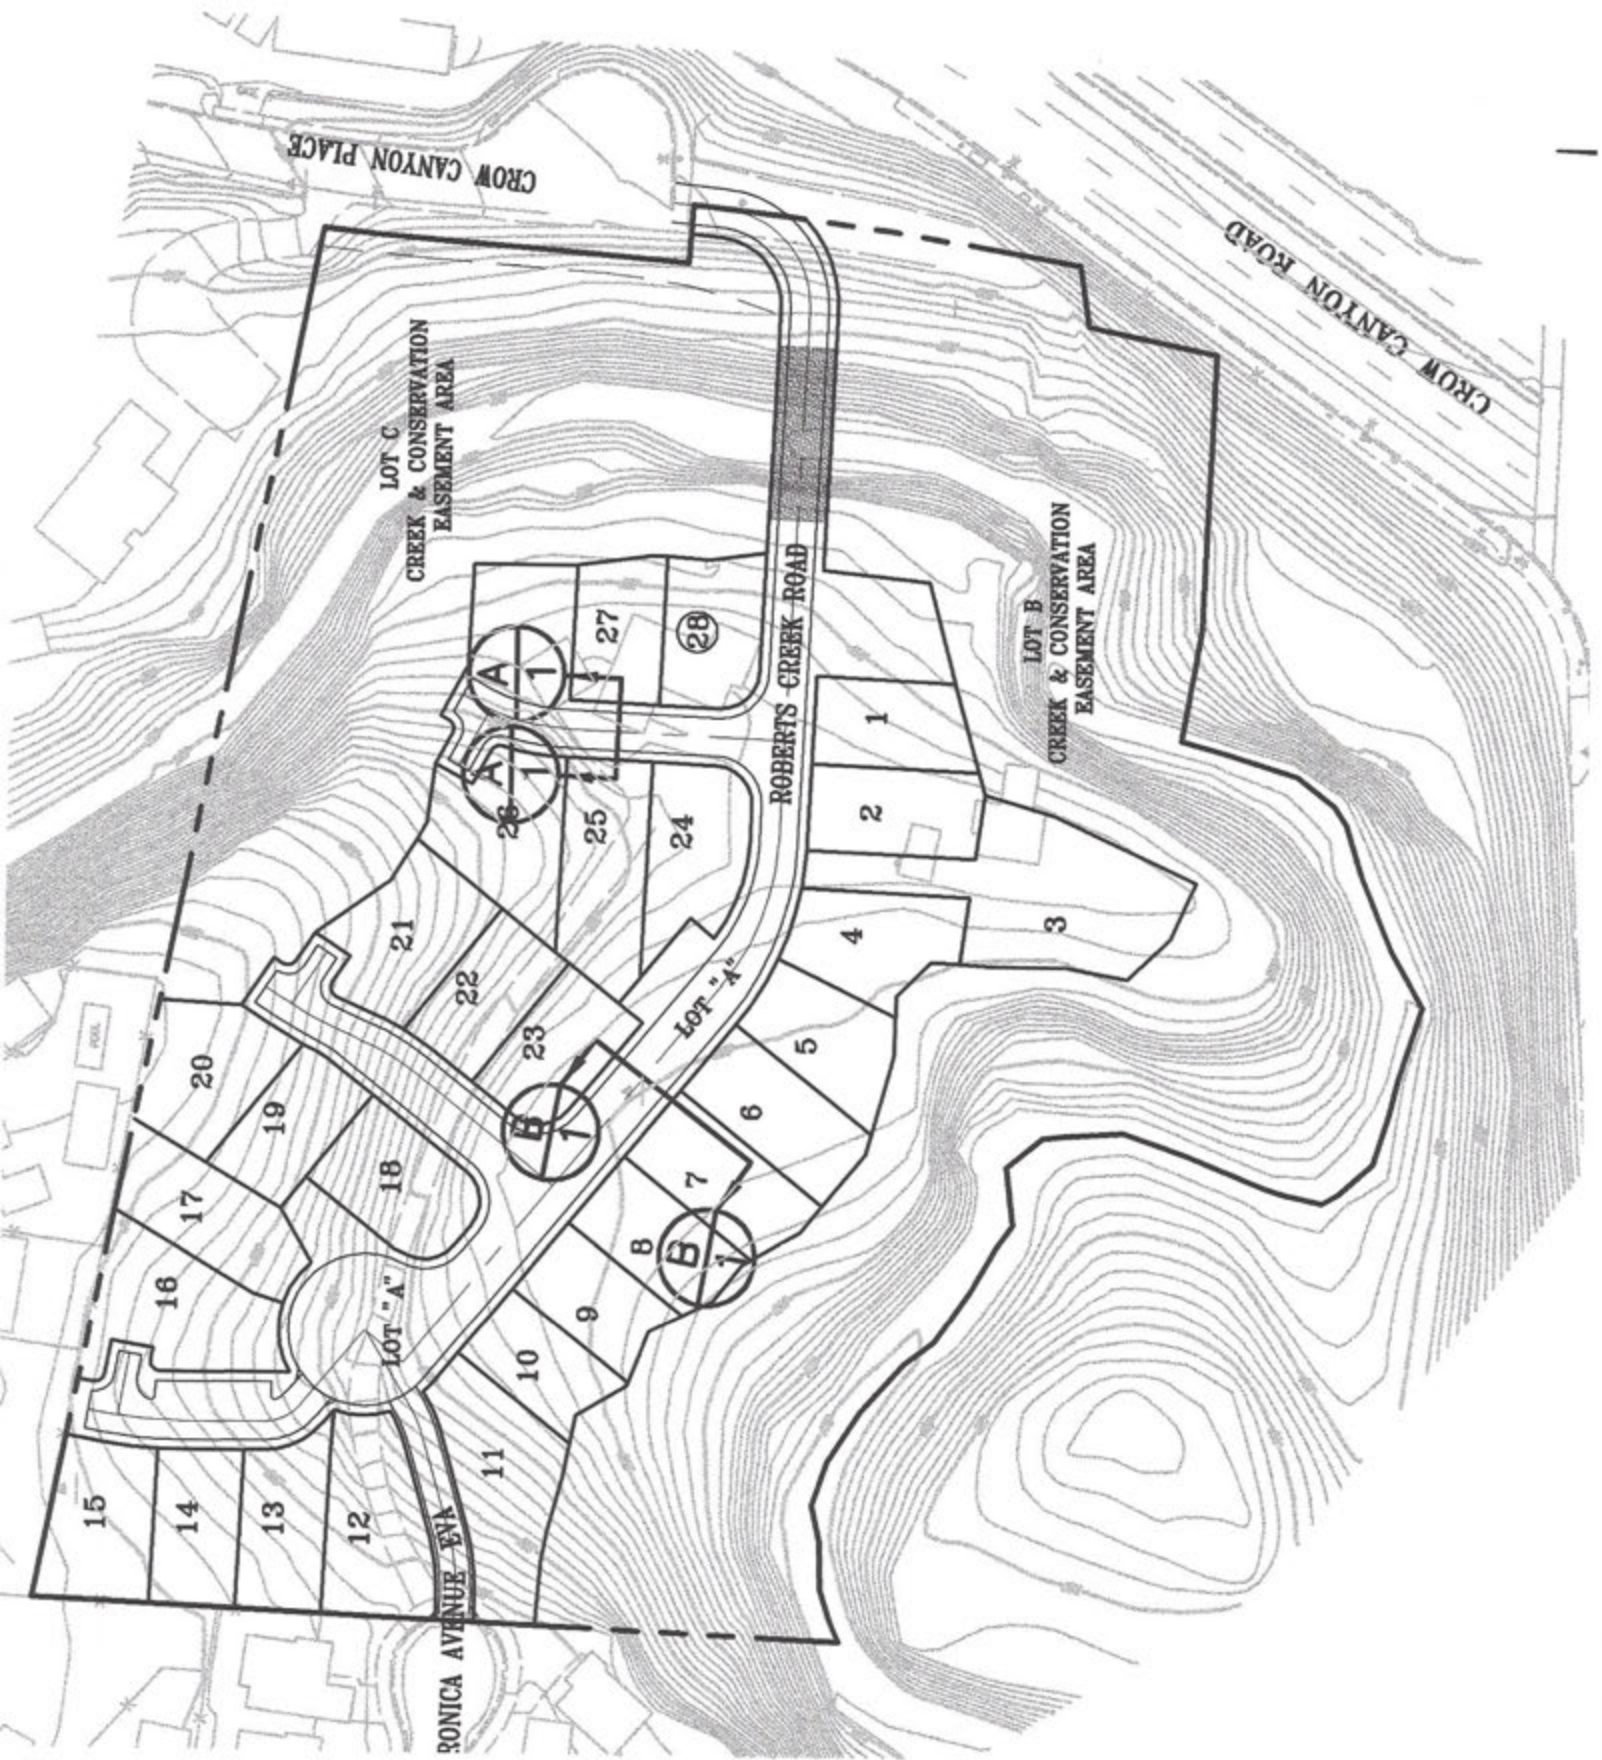 CROW CANYON PLACE
CROW CANYON ROAD
LOT C
CREEK & CONSERVATION
EASEMENT AREA
LOT B
CREEK & CONSERVATION
EASEMENT AREA
ROBERTS CREEK ROAD
27
28
A
1
A
1
26
25
24
1
2
3
4
5
6
7
8
9
10
11
12
13
14
15
16
17
18
19
20
21
22
23
LOT "A"
LOT "A"
B
1
B
1
POOL
RONICA AVENUE EVA